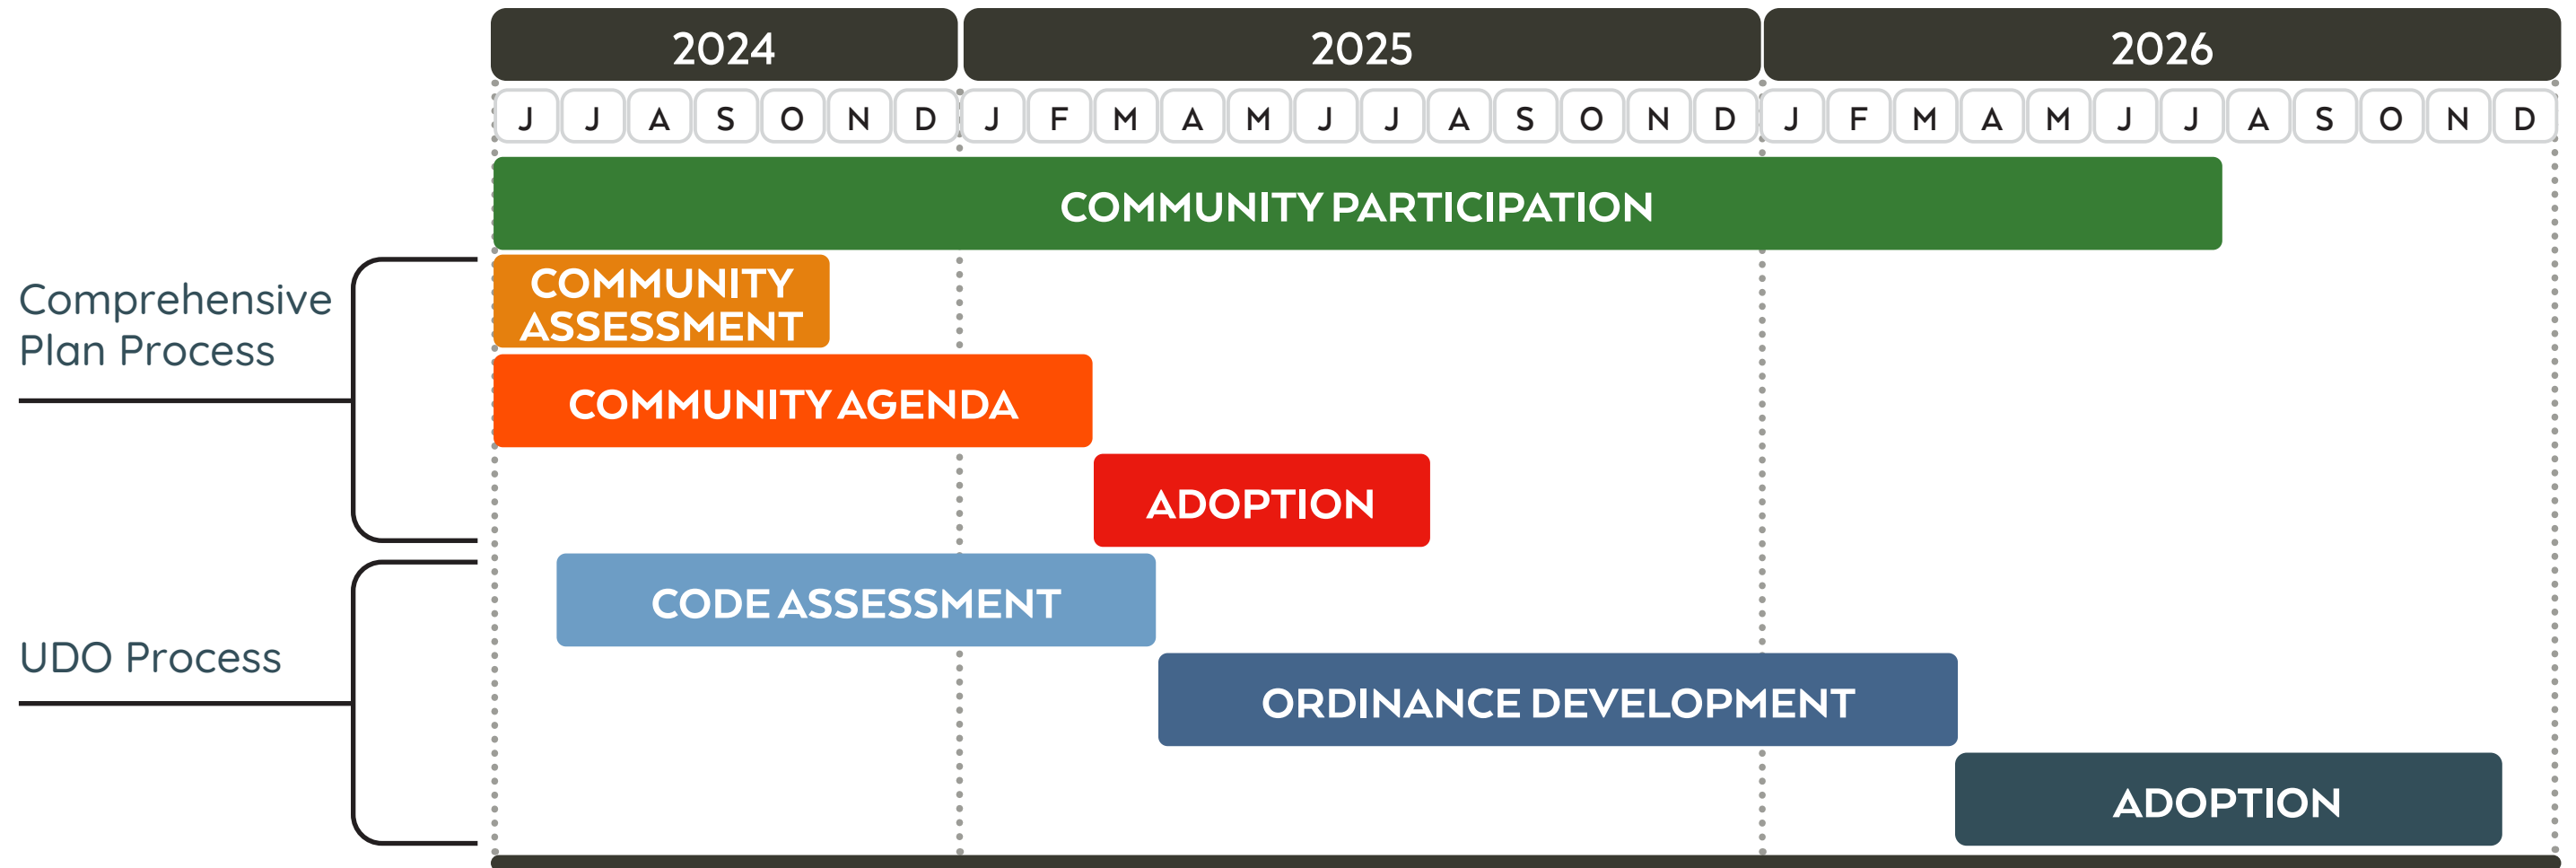 2024 2025 2026
J J A S O N D J F M A M J J A S O N D J F M A M J J A S O N D
COMMUNITY PARTICIPATION
Comprehensive
Plan Process
COMMUNITY
ASSESSMENT
COMMUNITY AGENDA
ADOPTION
UDO Process
CODE ASSESSMENT
ORDINANCE DEVELOPMENT
ADOPTION